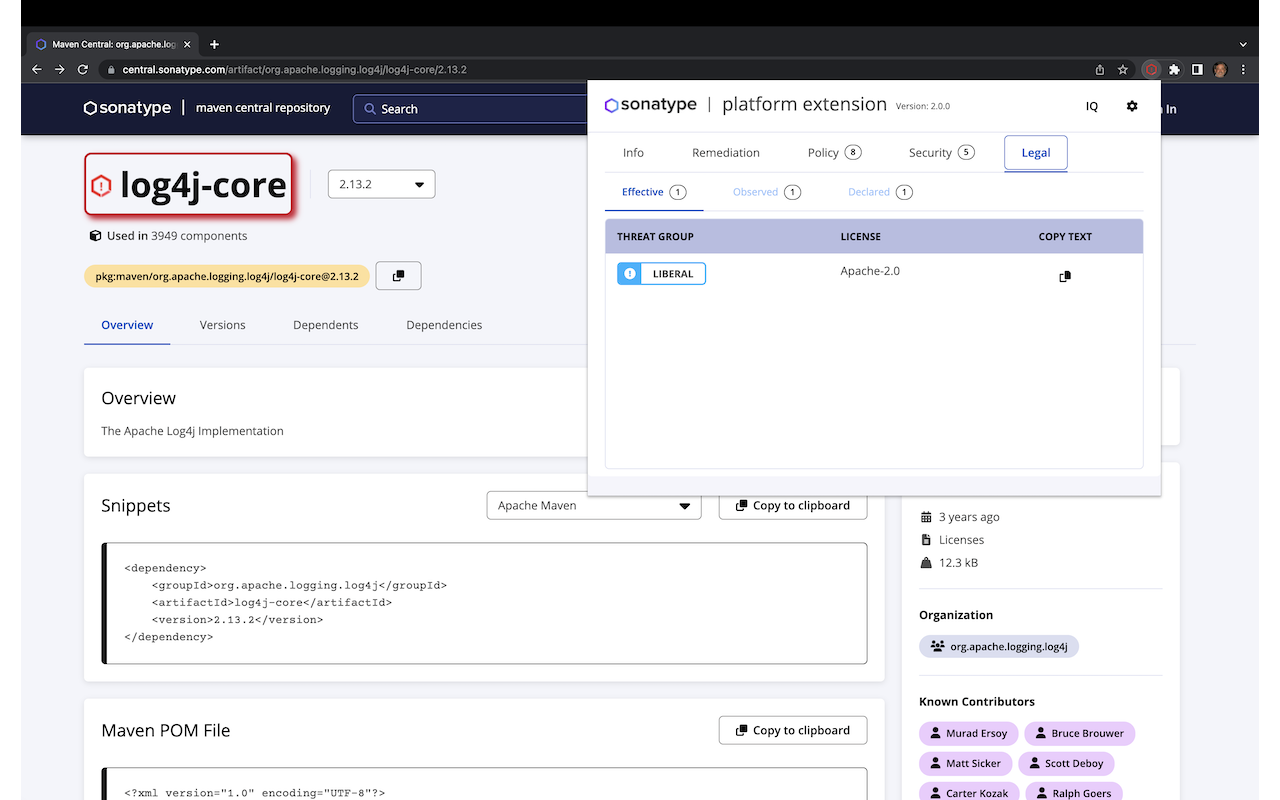 Maven Central: org.apache.log
central.sonatype.com/artifact/org.apache.logging.log4j/log4j-core/2.13.2
sonatype | maven central repository
Search
In
sonatype | platform extension Version: 2.0.0
IQ
Info
Remediation
Policy 8
Security 5
Legal
Effective 1
Observed 1
Declared 1
THREAT GROUP LICENSE COPY TEXT
LIBERAL Apache-2.0
log4j-core
2.13.2
Used in 3949 components
pkg:maven/org.apache.logging.log4j/log4j-core@2.13.2
Overview Versions Dependents Dependencies
Overview
The Apache Log4j Implementation
Snippets
Apache Maven
Copy to clipboard
<dependency>
    <groupId>org.apache.logging.log4j</groupId>
    <artifactId>log4j-core</artifactId>
    <version>2.13.2</version>
</dependency>
Maven POM File
Copy to clipboard
<?xml version="1.0" encoding="UTF-8"?>
3 years ago
Licenses
12.3 kB
Organization
org.apache.logging.log4j
Known Contributors
Murad Ersoy
Bruce Brouwer
Matt Sicker
Scott Deboy
Carter Kozak
Ralph Goers